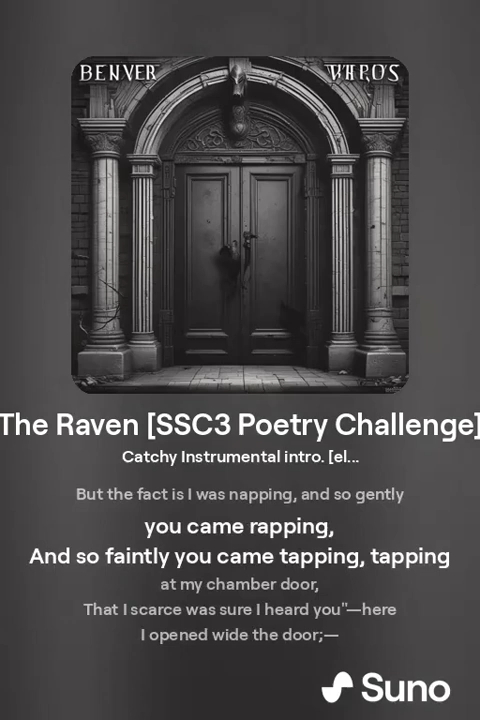 BENVER WHRO'S
The Raven [SSC3 Poetry Challenge]
Catchy Instrumental intro. [el...
But the fact is I was napping, and so gently
you came rapping,
And so faintly you came tapping, tapping
at my chamber door,
That I scarce was sure I heard you"—here
I opened wide the door;—
Suno